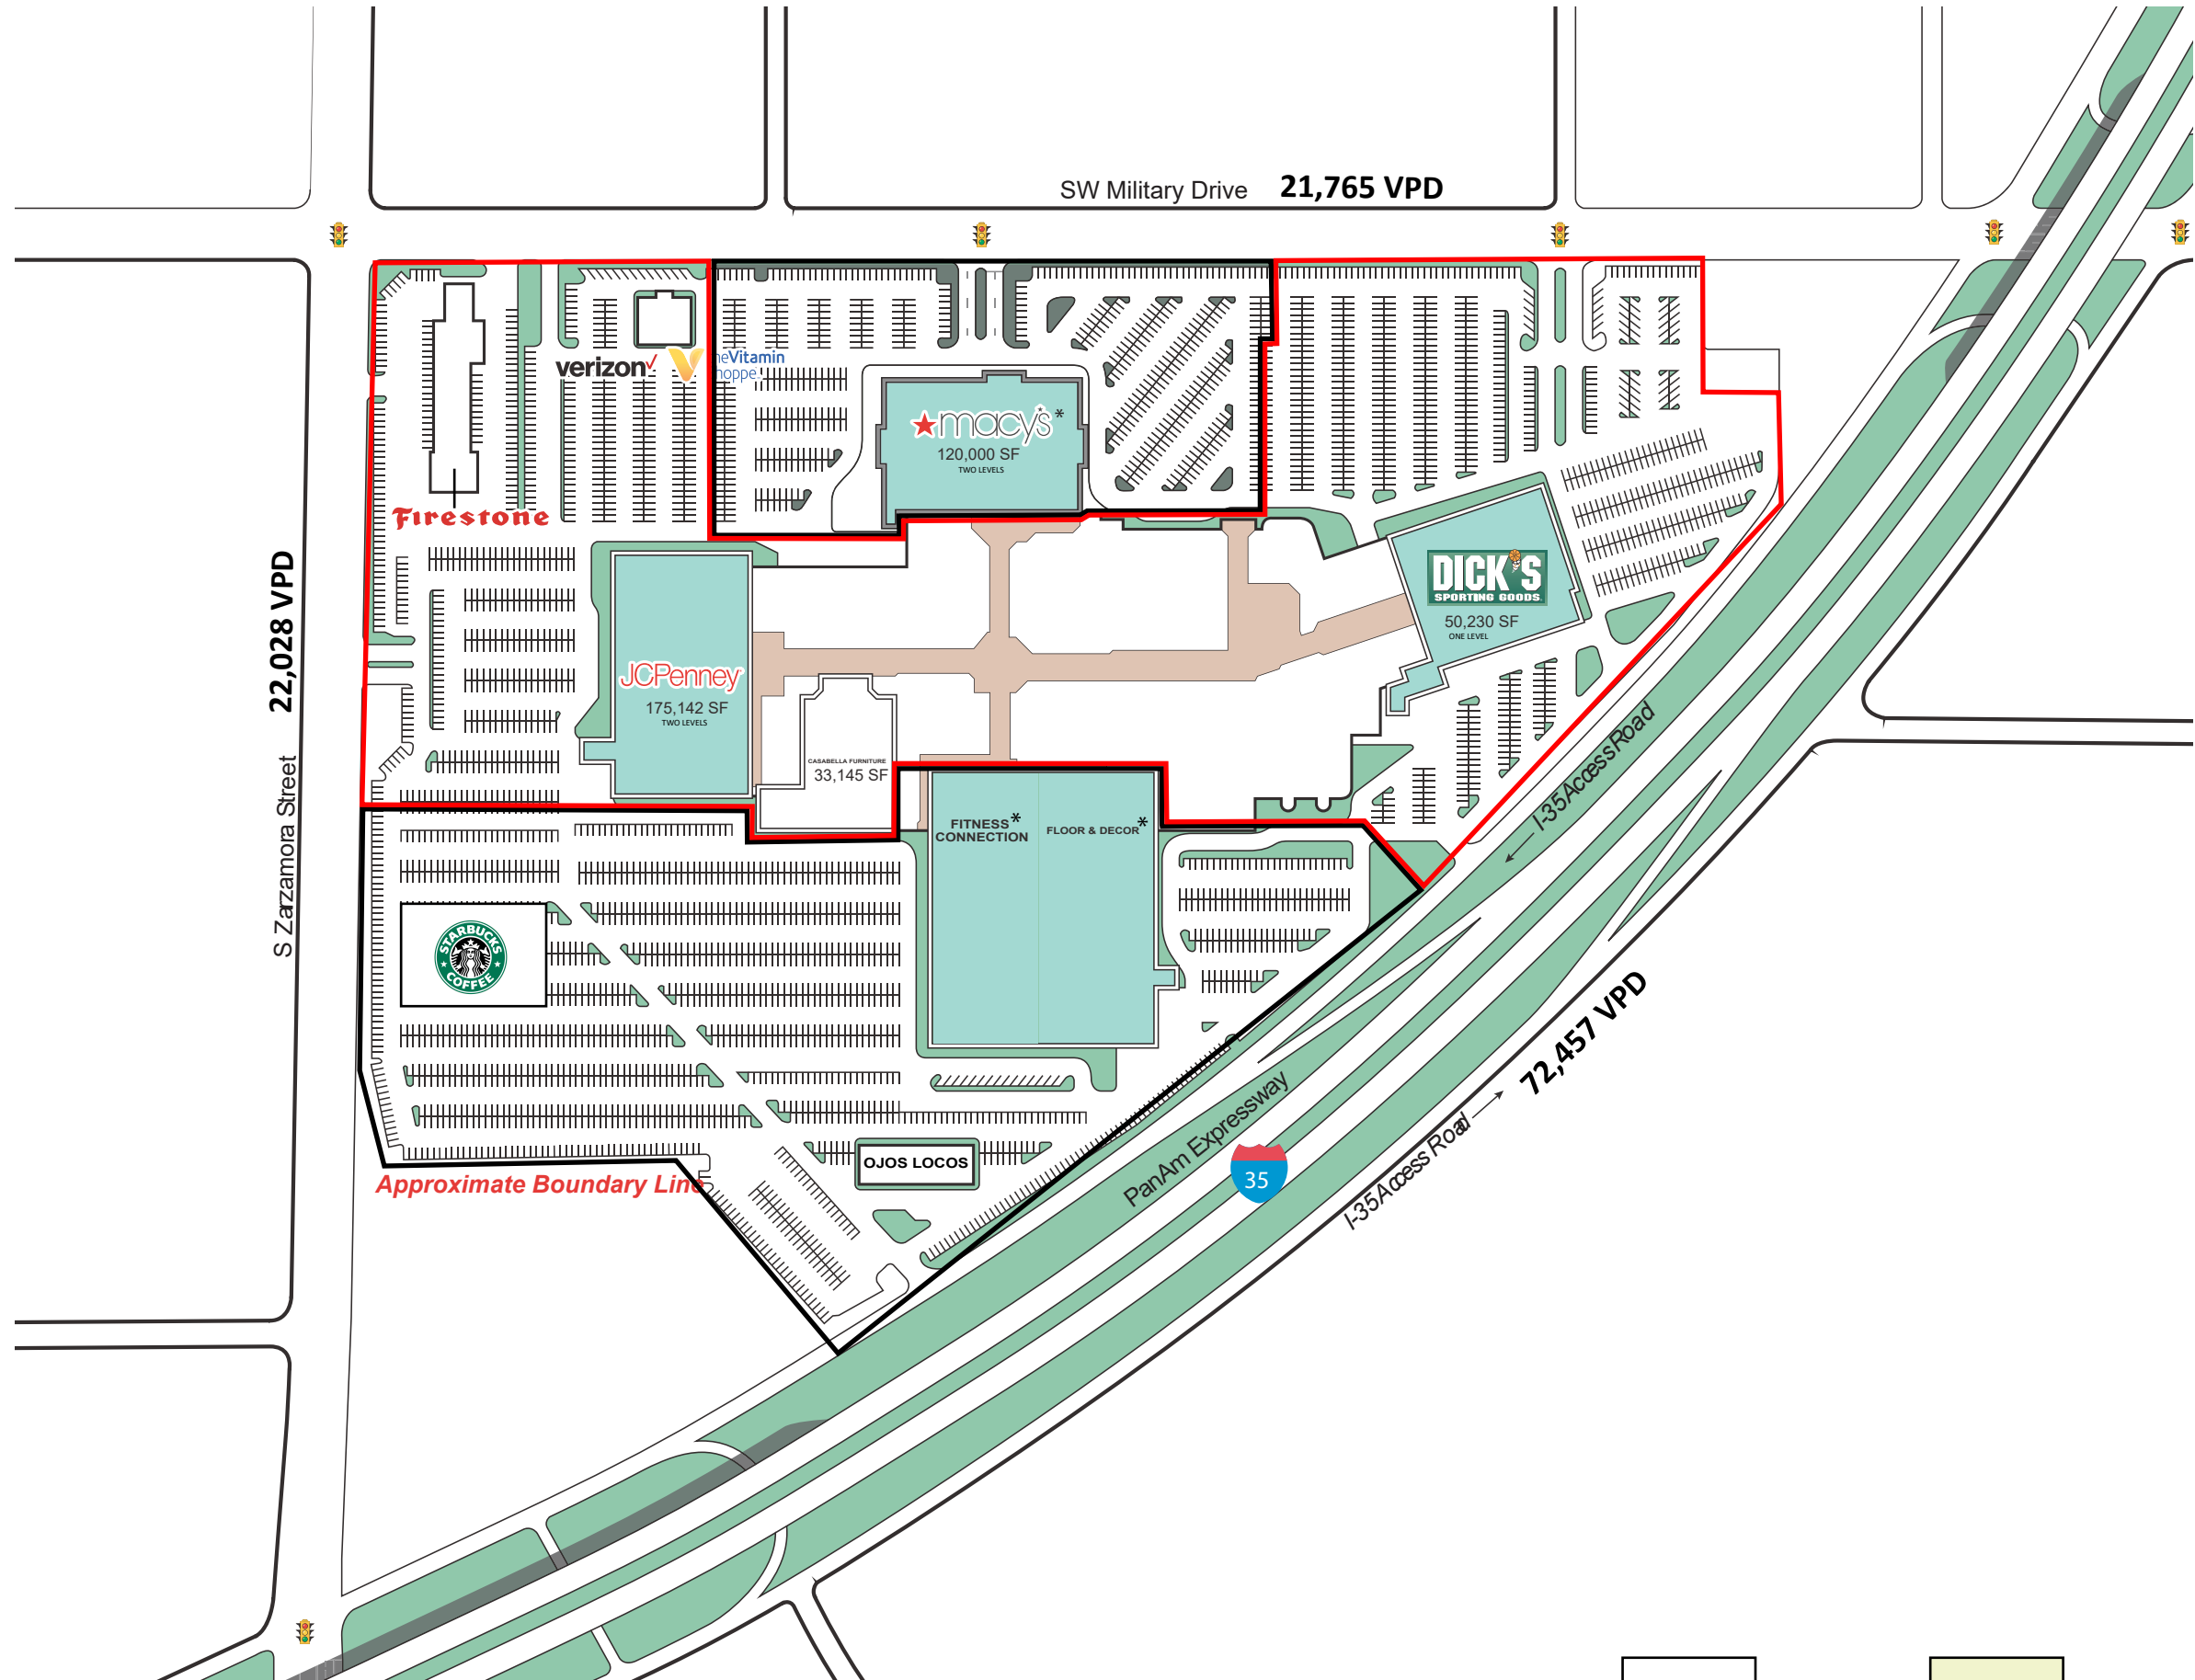 SW Military Drive 21,765 VPD
verizon✓
heVitamin
hoppe
Firestone
★macy's*
120,000 SF
TWO LEVELS
DICK'S
SPORTING GOODS
50,230 SF
ONE LEVEL
22,028 VPD
S Zarzamora Street
JCPenney
175,142 SF
TWO LEVELS
CASABELLA FURNITURE
33,145 SF
FITNESS*
CONNECTION
FLOOR & DECOR*
STARBUCKS
COFFEE
OJOS LOCOS
Approximate Boundary Line
I-35 Access Road
PanAm Expressway
35
I-35 Access Road
72,457 VPD